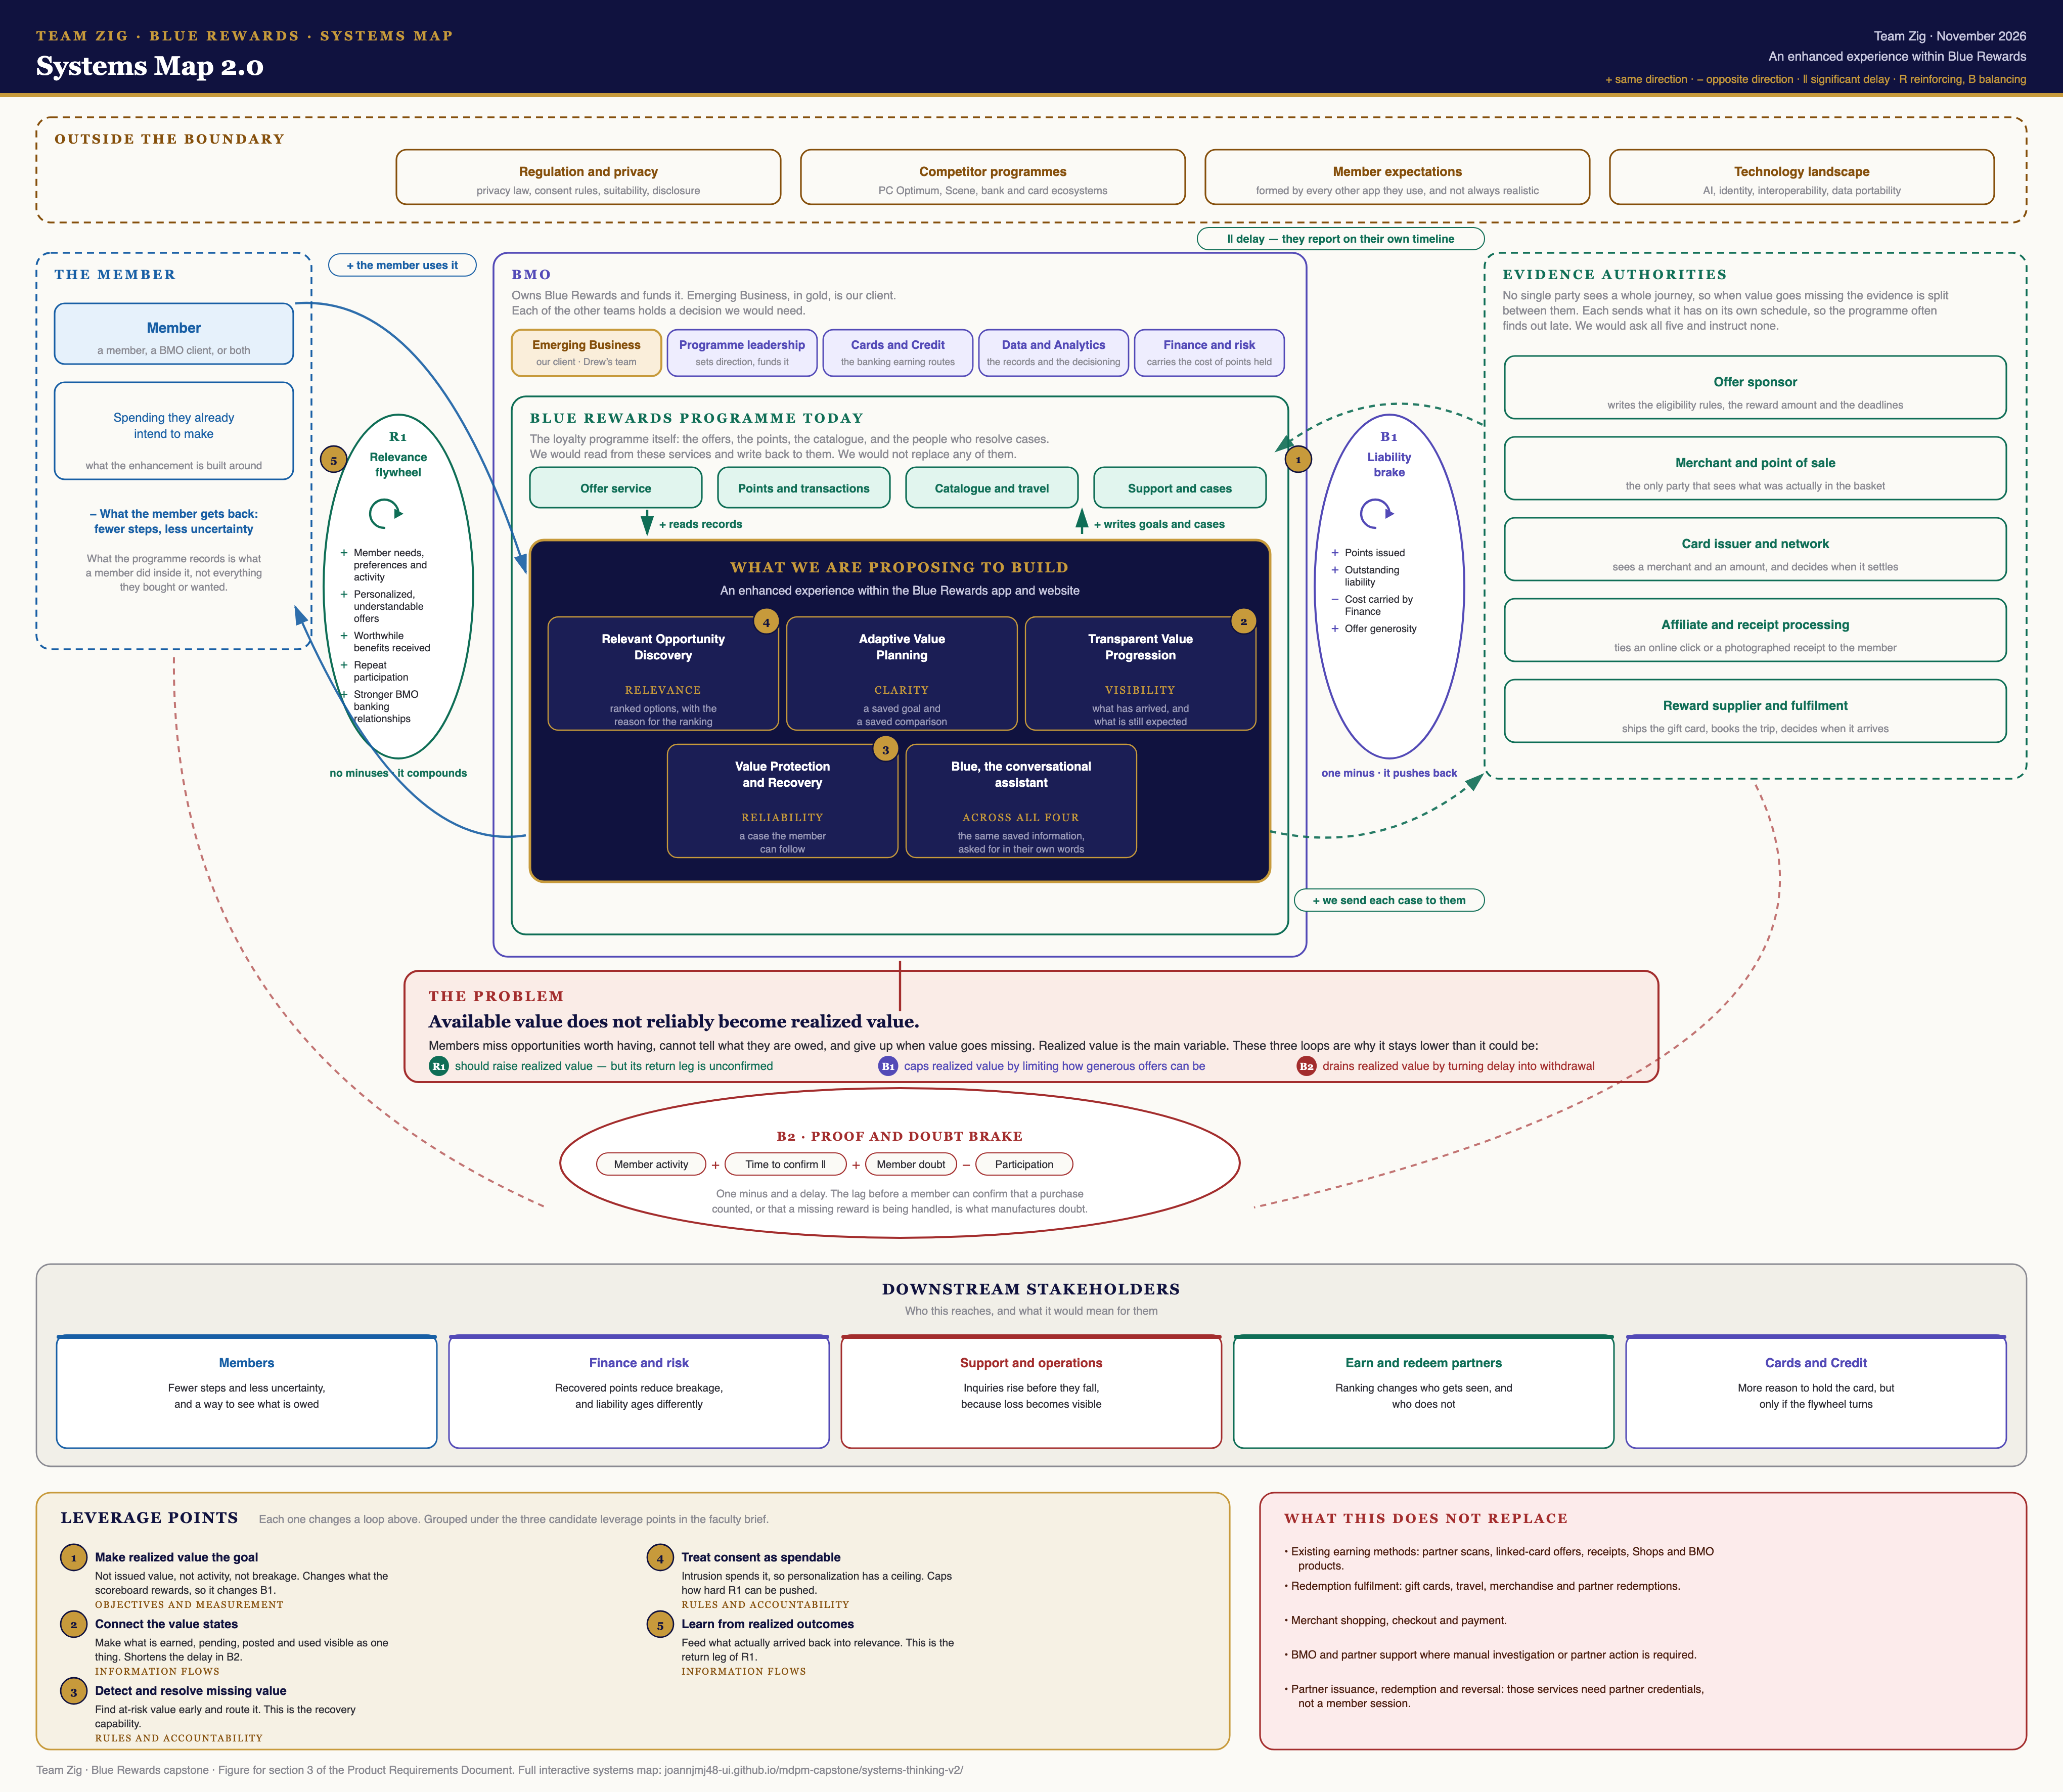 TEAM ZIG · BLUE REWARDS · SYSTEMS MAP
Systems Map 2.0
Team Zig · November 2026
An enhanced experience within Blue Rewards
+ same direction · – opposite direction · ‖ significant delay · R reinforcing, B balancing
OUTSIDE THE BOUNDARY
Regulation and privacy
privacy law, consent rules, suitability, disclosure
Competitor programmes
PC Optimum, Scene, bank and card ecosystems
Member expectations
formed by every other app they use, and not always realistic
Technology landscape
AI, identity, interoperability, data portability
‖ delay — they report on their own timeline
THE MEMBER
Member
a member, a BMO client, or both
Spending they already
intend to make
what the enhancement is built around
– What the member gets back:
fewer steps, less uncertainty
What the programme records is what
a member did inside it, not everything
they bought or wanted.
+ the member uses it
5
R1
Relevance
flywheel
+ Member needs,
preferences and
activity
+ Personalized,
understandable
offers
+ Worthwhile
benefits received
+ Repeat
participation
+ Stronger BMO
banking
relationships
no minuses · it compounds
BMO
Owns Blue Rewards and funds it. Emerging Business, in gold, is our client.
Each of the other teams holds a decision we would need.
Emerging Business
our client · Drew's team
Programme leadership
sets direction, funds it
Cards and Credit
the banking earning routes
Data and Analytics
the records and the decisioning
Finance and risk
carries the cost of points held
BLUE REWARDS PROGRAMME TODAY
The loyalty programme itself: the offers, the points, the catalogue, and the people who resolve cases.
We would read from these services and write back to them. We would not replace any of them.
Offer service
Points and transactions
Catalogue and travel
Support and cases
+ reads records
+ writes goals and cases
WHAT WE ARE PROPOSING TO BUILD
An enhanced experience within the Blue Rewards app and website
4
Relevant Opportunity
Discovery
RELEVANCE
ranked options, with the
reason for the ranking
Adaptive Value
Planning
CLARITY
a saved goal and
a saved comparison
2
Transparent Value
Progression
VISIBILITY
what has arrived, and
what is still expected
3
Value Protection
and Recovery
RELIABILITY
a case the member
can follow
Blue, the conversational
assistant
ACROSS ALL FOUR
the same saved information,
asked for in their own words
1
B1
Liability
brake
+ Points issued
+ Outstanding
liability
– Cost carried by
Finance
+ Offer generosity
one minus · it pushes back
+ we send each case to them
EVIDENCE AUTHORITIES
No single party sees a whole journey, so when value goes missing the evidence is split
between them. Each sends what it has on its own schedule, so the programme often
finds out late. We would ask all five and instruct none.
Offer sponsor
writes the eligibility rules, the reward amount and the deadlines
Merchant and point of sale
the only party that sees what was actually in the basket
Card issuer and network
sees a merchant and an amount, and decides when it settles
Affiliate and receipt processing
ties an online click or a photographed receipt to the member
Reward supplier and fulfilment
ships the gift card, books the trip, decides when it arrives
THE PROBLEM
Available value does not reliably become realized value.
Members miss opportunities worth having, cannot tell what they are owed, and give up when value goes missing. Realized value is the main variable. These three loops are why it stays lower than it could be:
R1 should raise realized value — but its return leg is unconfirmed
B1 caps realized value by limiting how generous offers can be
B2 drains realized value by turning delay into withdrawal
B2 · PROOF AND DOUBT BRAKE
Member activity + Time to confirm ‖ + Member doubt – Participation
One minus and a delay. The lag before a member can confirm that a purchase
counted, or that a missing reward is being handled, is what manufactures doubt.
DOWNSTREAM STAKEHOLDERS
Who this reaches, and what it would mean for them
Members
Fewer steps and less uncertainty,
and a way to see what is owed
Finance and risk
Recovered points reduce breakage,
and liability ages differently
Support and operations
Inquiries rise before they fall,
because loss becomes visible
Earn and redeem partners
Ranking changes who gets seen, and
who does not
Cards and Credit
More reason to hold the card, but
only if the flywheel turns
LEVERAGE POINTS
Each one changes a loop above. Grouped under the three candidate leverage points in the faculty brief.
1 Make realized value the goal
Not issued value, not activity, not breakage. Changes what the
scoreboard rewards, so it changes B1.
OBJECTIVES AND MEASUREMENT
2 Connect the value states
Make what is earned, pending, posted and used visible as one
thing. Shortens the delay in B2.
INFORMATION FLOWS
3 Detect and resolve missing value
Find at-risk value early and route it. This is the recovery
capability.
RULES AND ACCOUNTABILITY
4 Treat consent as spendable
Intrusion spends it, so personalization has a ceiling. Caps
how hard R1 can be pushed.
RULES AND ACCOUNTABILITY
5 Learn from realized outcomes
Feed what actually arrived back into relevance. This is the
return leg of R1.
INFORMATION FLOWS
WHAT THIS DOES NOT REPLACE
• Existing earning methods: partner scans, linked-card offers, receipts, Shops and BMO
products.
• Redemption fulfilment: gift cards, travel, merchandise and partner redemptions.
• Merchant shopping, checkout and payment.
• BMO and partner support where manual investigation or partner action is required.
• Partner issuance, redemption and reversal: those services need partner credentials,
not a member session.
Team Zig · Blue Rewards capstone · Figure for section 3 of the Product Requirements Document. Full interactive systems map: joannjmj48-ui.github.io/mdpm-capstone/systems-thinking-v2/